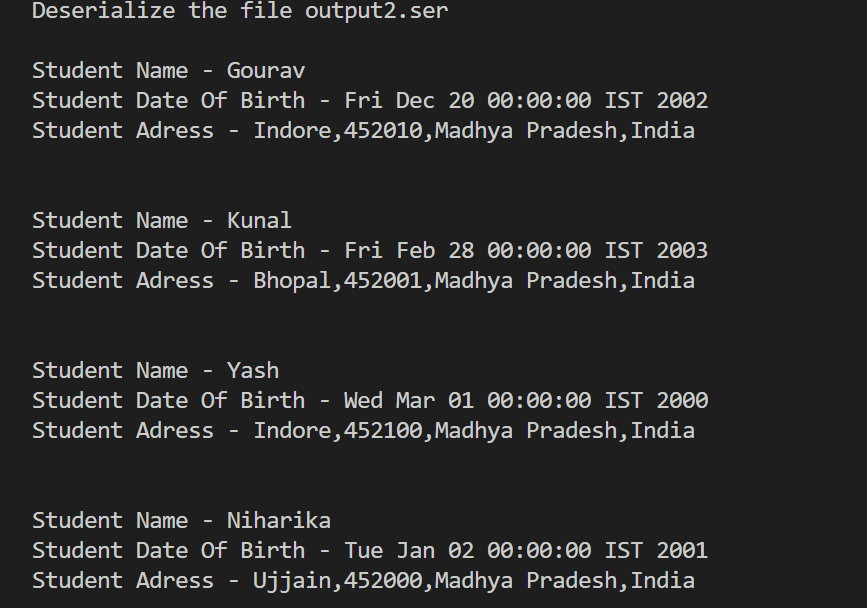 Deserialize the file output2.ser
Student Name - Gourav
Student Date Of Birth - Fri Dec 20 00:00:00 IST 2002
Student Adress - Indore,452010,Madhya Pradesh,India
Student Name - Kunal
Student Date Of Birth - Fri Feb 28 00:00:00 IST 2003
Student Adress - Bhopal,452001,Madhya Pradesh,India
Student Name - Yash
Student Date Of Birth - Wed Mar 01 00:00:00 IST 2000
Student Adress - Indore,452100,Madhya Pradesh,India
Student Name - Niharika
Student Date Of Birth - Tue Jan 02 00:00:00 IST 2001
Student Adress - Ujjain,452000,Madhya Pradesh,India